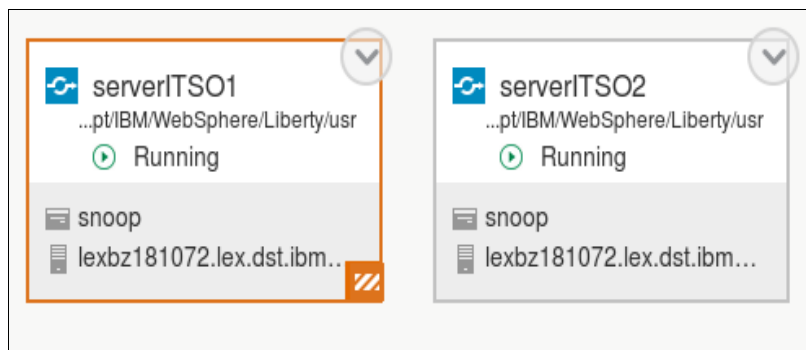 serverITSO1
...pt/IBM/WebSphere/Liberty/usr
Running
snoop
lexbz181072.lex.dst.ibm...
serverITSO2
...pt/IBM/WebSphere/Liberty/usr
Running
snoop
lexbz181072.lex.dst.ibm...